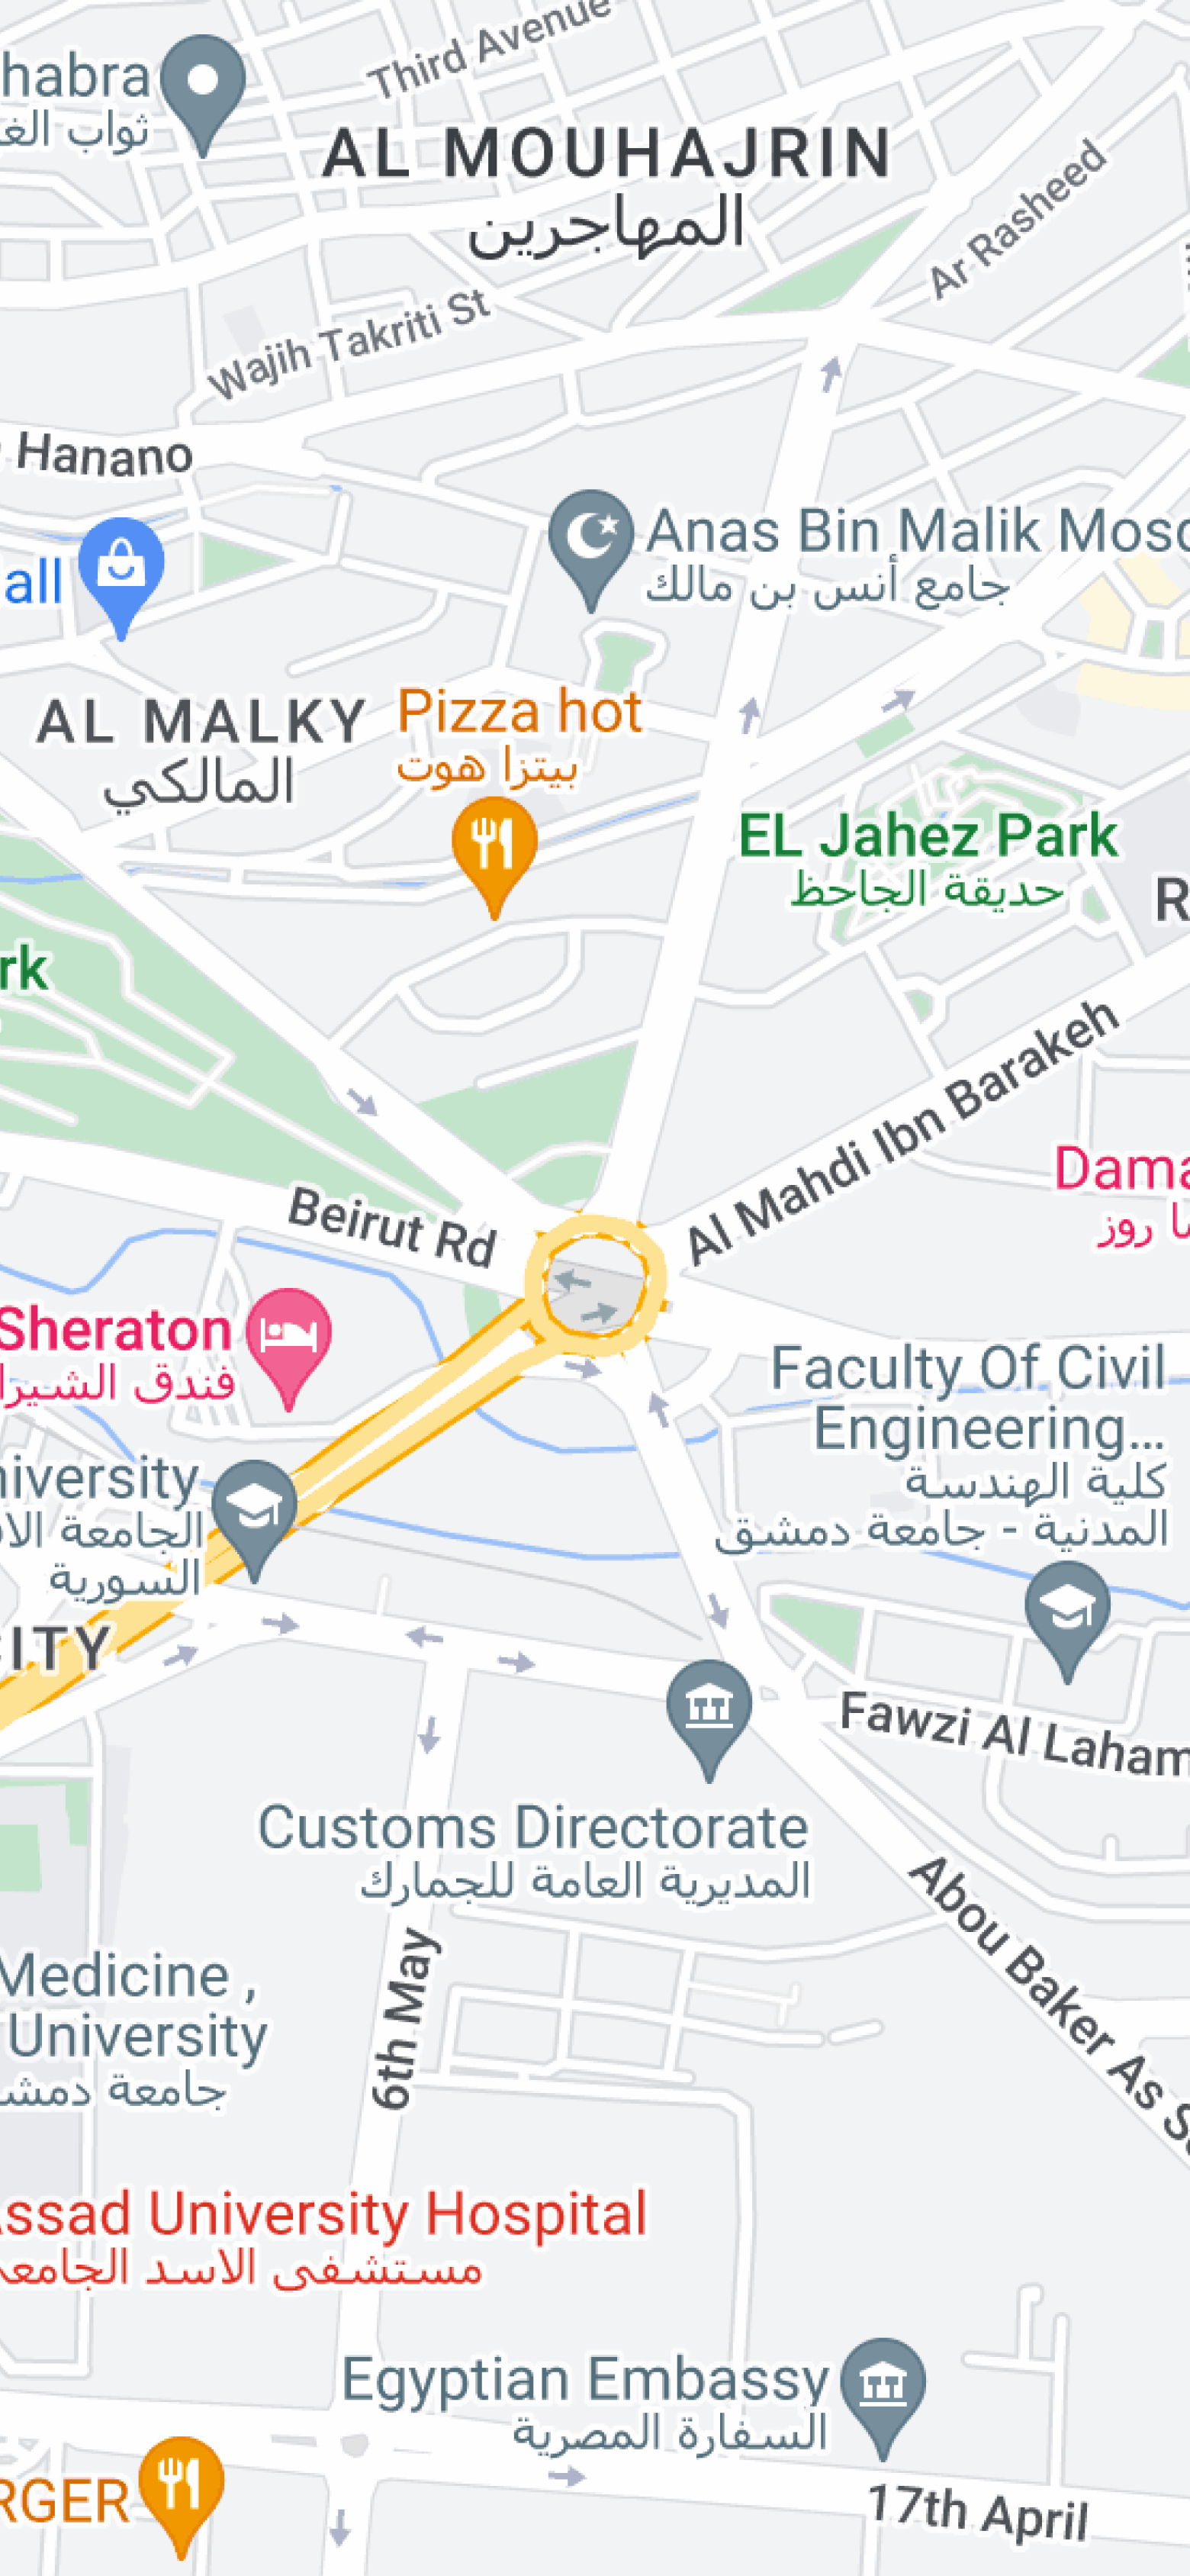 habra
ثواب الغ
Third Avenue
AL MOUHAJRIN
المهاجرين
Ar Rasheed
Wajih Takriti St
Hanano
Anas Bin Malik Mosq
جامع أنس بن مالك
all
AL MALKY
المالكي
Pizza hot
بيتزا هوت
EL Jahez Park
حديقة الجاحظ
R
rk
Al Mahdi Ibn Barakeh
Dama
ا روز
Beirut Rd
Sheraton
فندق الشيرا
Faculty Of Civil
Engineering...
كلية الهندسة
المدنية - جامعة دمشق
niversity
الجامعة الا
السورية
CITY
Fawzi Al Laham
Customs Directorate
المديرية العامة للجمارك
Abou Baker As S
Medicine ,
University
جامعة دمش
6th May
Assad University Hospital
مستشفى الاسد الجامع
Egyptian Embassy
السفارة المصرية
RGER
17th April